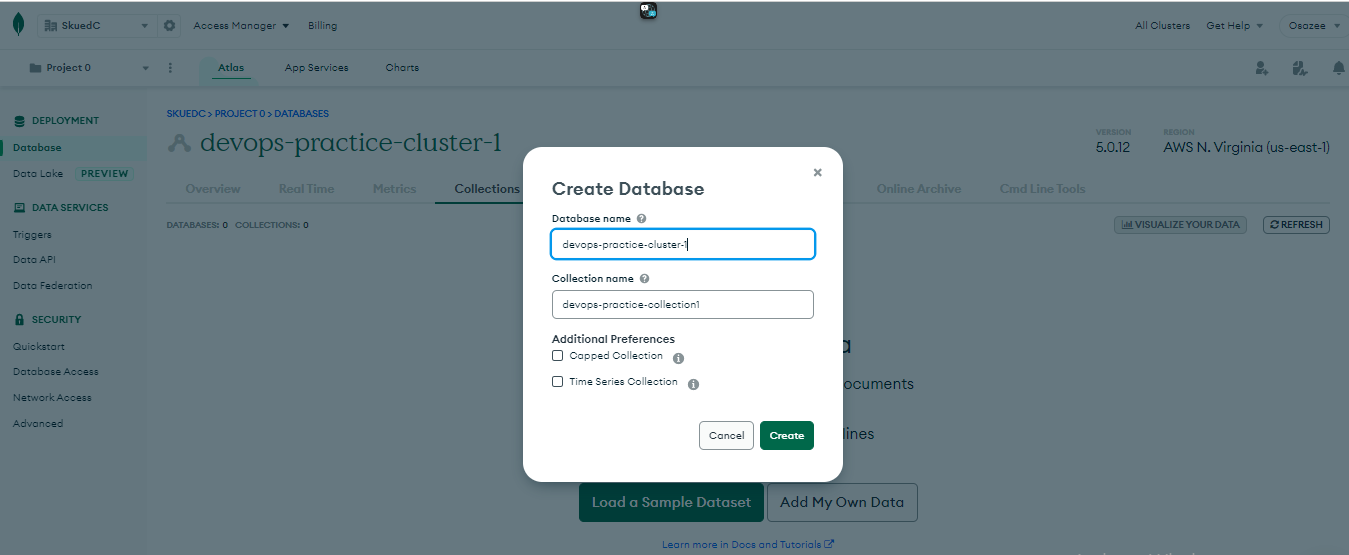 SkuedC Access Manager Billing All Clusters Get Help Osazee
Project 0 Atlas App Services Charts
DEPLOYMENT
Database
Data Lake PREVIEW
DATA SERVICES
Triggers
Data API
Data Federation
SECURITY
Quickstart
Database Access
Network Access
Advanced
SKUEDC > PROJECT 0 > DATABASES
devops-practice-cluster-1
VERSION REGION
5.0.12 AWS N. Virginia (us-east-1)
Overview Real Time Metrics Collections Online Archive Cmd Line Tools
DATABASES: 0 COLLECTIONS: 0 VISUALIZE YOUR DATA REFRESH
Create Database
Database name
devops-practice-cluster-1
Collection name
devops-practice-collection1
Additional Preferences
Capped Collection
Time Series Collection
Cancel Create
Load a Sample Dataset Add My Own Data
Learn more in Docs and Tutorials